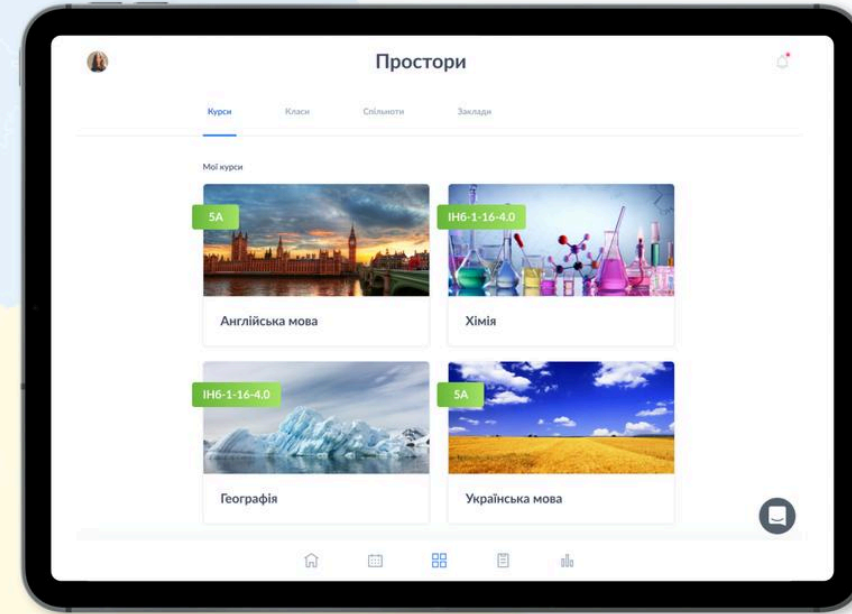 Простори
Курси
Класи
Спільноти
Заклади
Мої курси
5А
ІН6-1-16-4.0
Англійська мова
Хімія
ІН6-1-16-4.0
5А
Географія
Українська мова